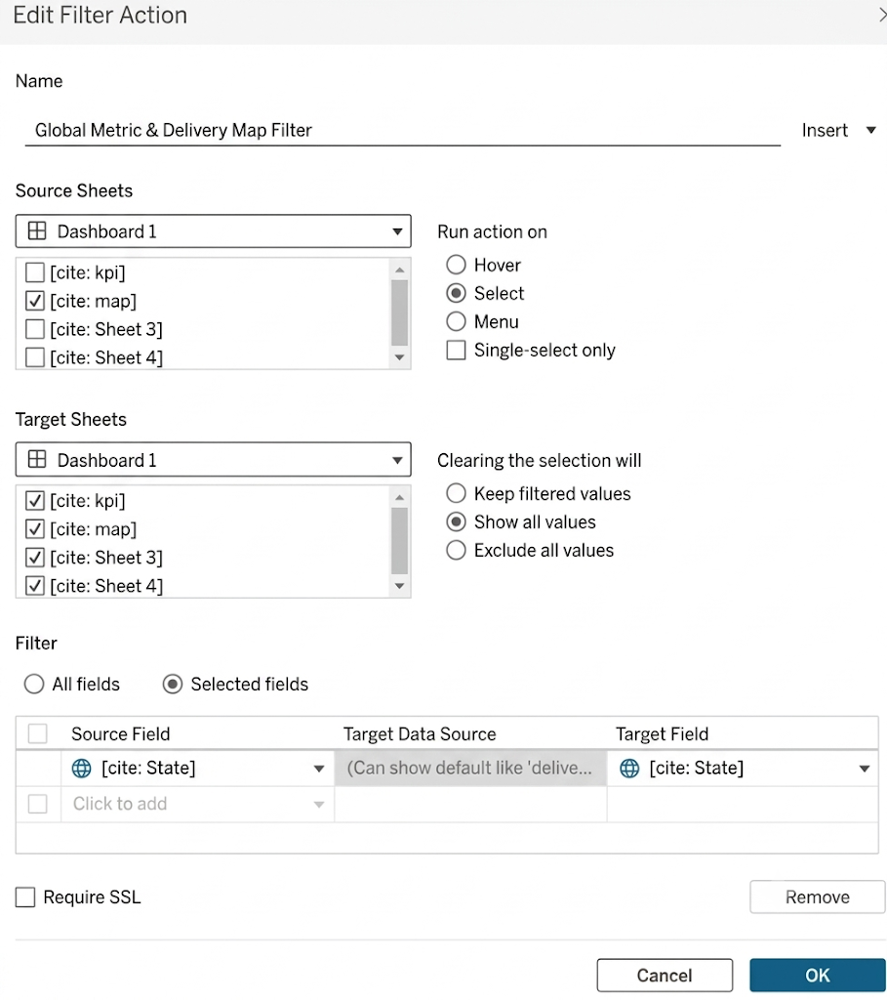 Edit Filter Action
Name
Global Metric & Delivery Map Filter
Insert
Source Sheets
Dashboard 1
Run action on
[cite: kpi]
Hover
[cite: map]
Select
[cite: Sheet 3]
Menu
[cite: Sheet 4]
Single-select only
Target Sheets
Dashboard 1
Clearing the selection will
[cite: kpi]
Keep filtered values
[cite: map]
Show all values
[cite: Sheet 3]
Exclude all values
[cite: Sheet 4]
Filter
All fields Selected fields
Source Field Target Data Source Target Field
[cite: State] (Can show default like 'delive... [cite: State]
Click to add
Require SSL
Remove
Cancel OK